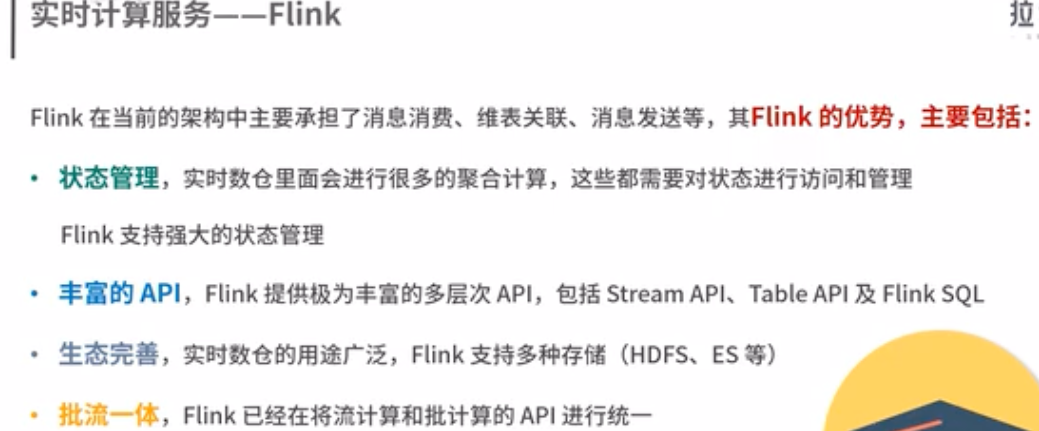 实时计算服务——Flink
拉
Flink 在当前的架构中主要承担了消息消费、维表关联、消息发送等，其Flink 的优势，主要包括：
• 状态管理，实时数仓里面会进行很多的聚合计算，这些都需要对状态进行访问和管理
Flink 支持强大的状态管理
• 丰富的 API，Flink 提供极为丰富的多层次 API，包括 Stream API、Table API 及 Flink SQL
• 生态完善，实时数仓的用途广泛，Flink 支持多种存储（HDFS、ES 等）
• 批流一体，Flink 已经在将流计算和批计算的 API 进行统一